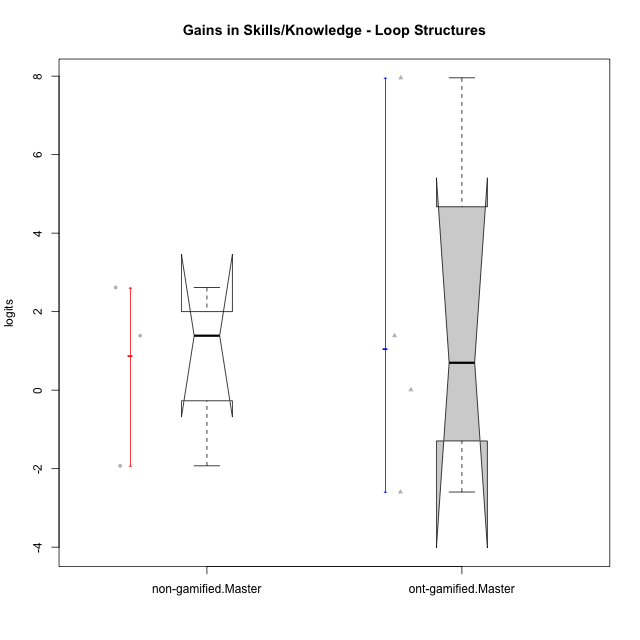 Gains in Skills/Knowledge - Loop Structures
logits
8
6
4
2
0
-2
-4
non-gamified.Master
ont-gamified.Master